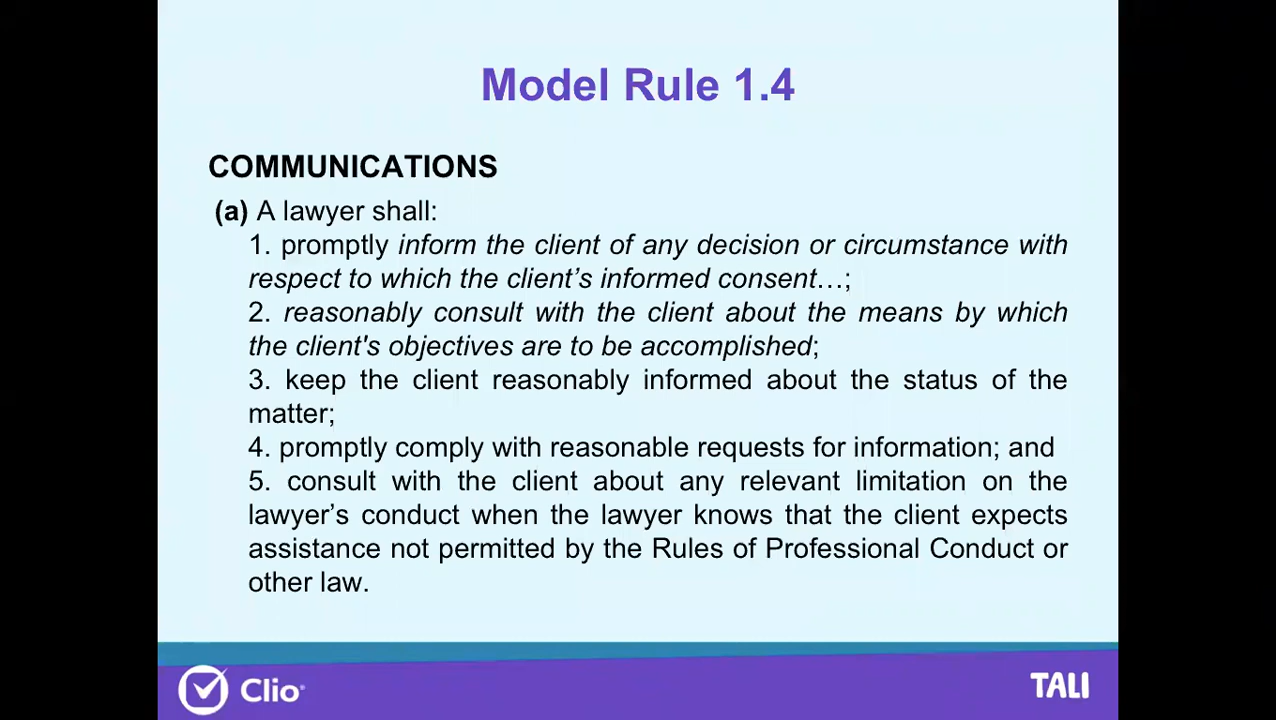 Model Rule 1.4
COMMUNICATIONS
(a) A lawyer shall:
1. promptly inform the client of any decision or circumstance with
respect to which the client’s informed consent…;
2. reasonably consult with the client about the means by which
the client's objectives are to be accomplished;
3. keep the client reasonably informed about the status of the
matter;
4. promptly comply with reasonable requests for information; and
5. consult with the client about any relevant limitation on the
lawyer’s conduct when the lawyer knows that the client expects
assistance not permitted by the Rules of Professional Conduct or
other law.
Clio®
TALI